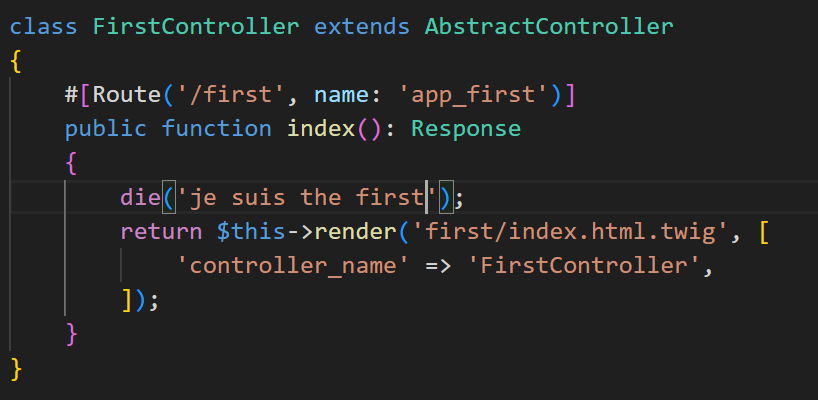 class FirstController extends AbstractController
{
    #[Route('/first', name: 'app_first')]
    public function index(): Response
    {
        die('je suis the first');
        return $this->render('first/index.html.twig', [
            'controller_name' => 'FirstController',
        ]);
    }
}